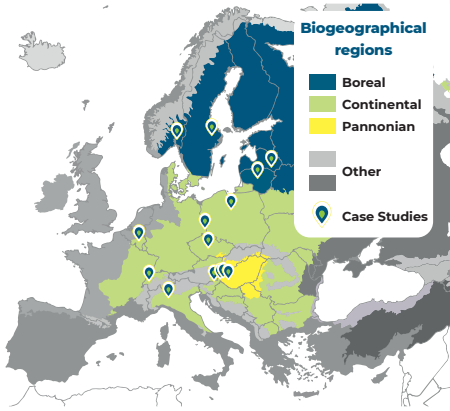 Biogeographical
regions
Boreal
Continental
Pannonian
Other
Case Studies